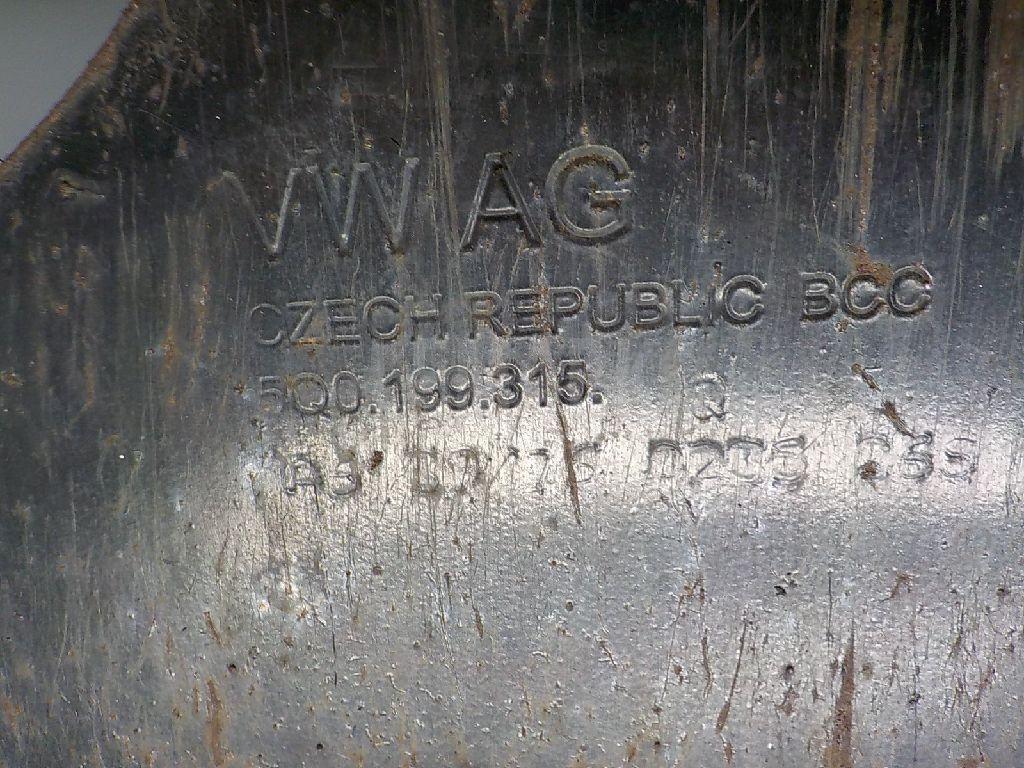 VW AG
CZECH REPUBLIC BCC
5Q0.199.315. Q